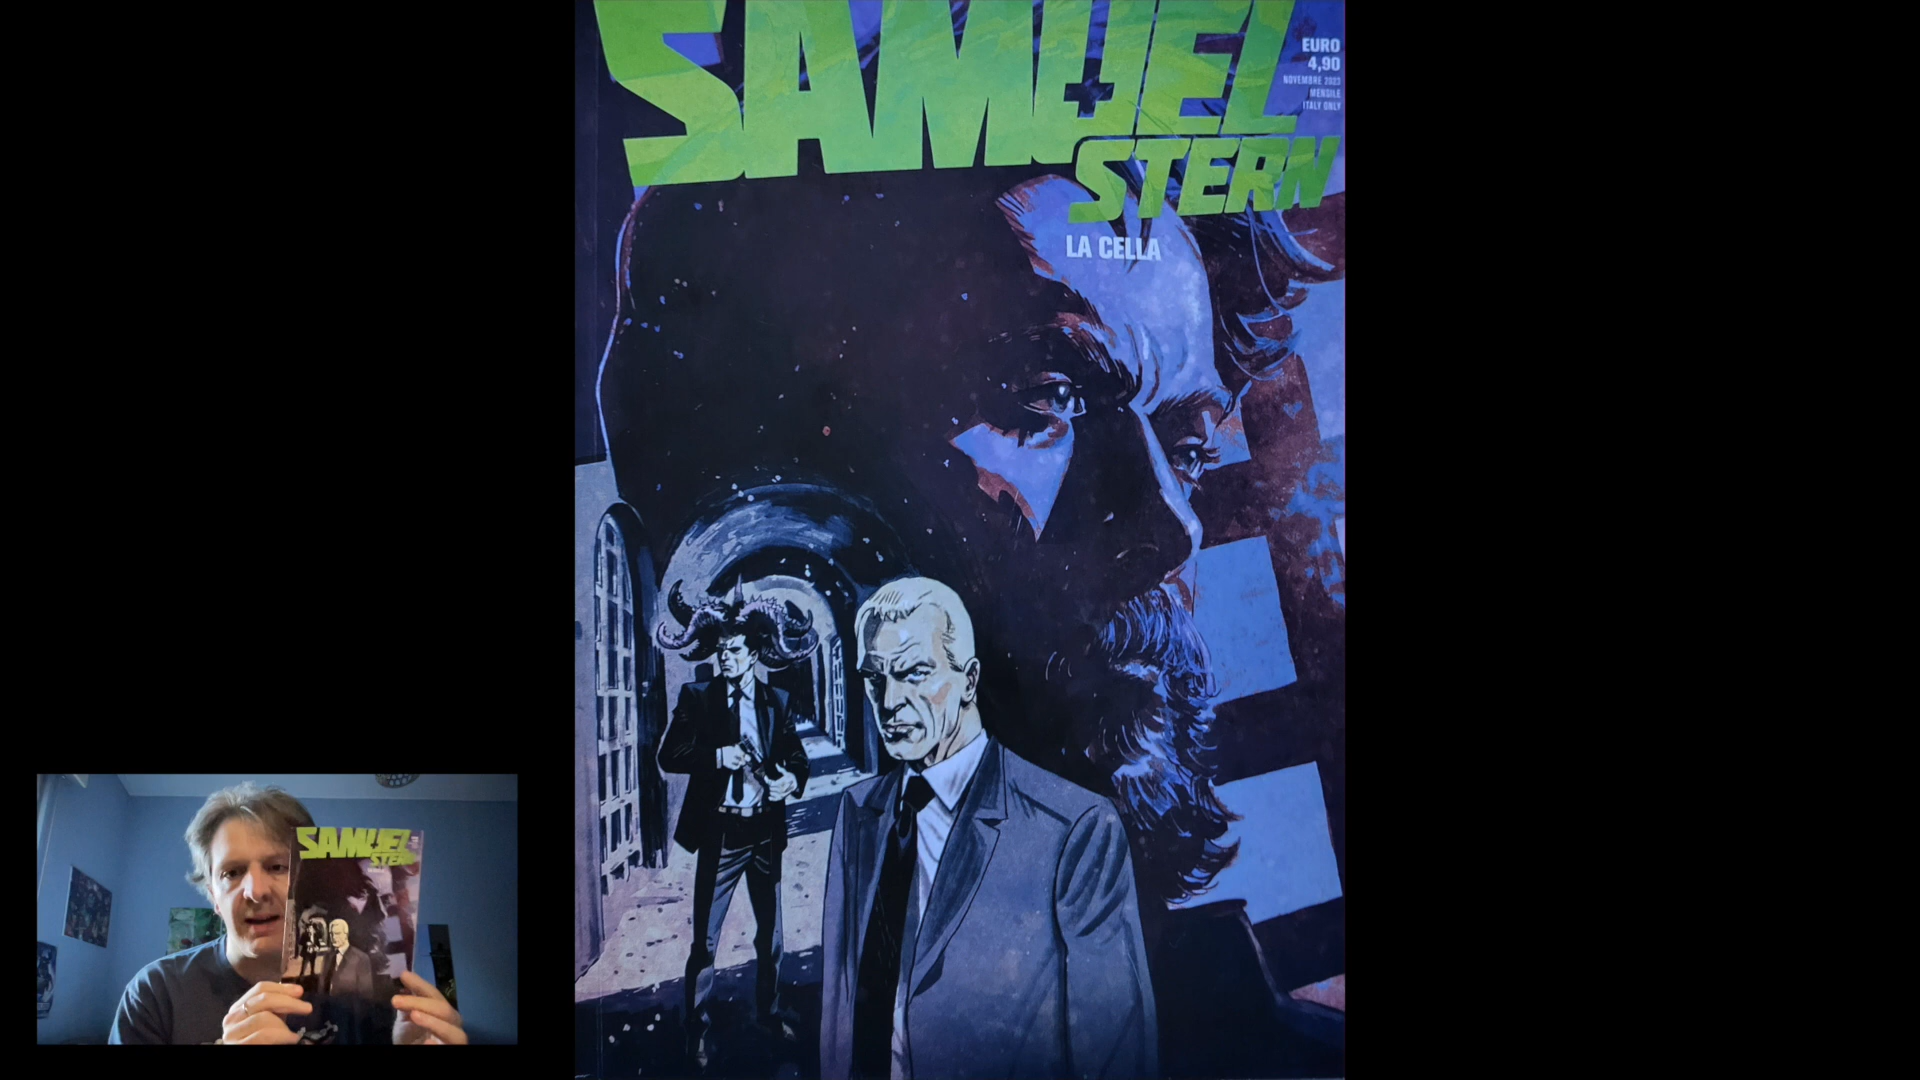 SAMUEL
STERN
EURO
4,90
NOVEMBRE 2023
MENSILE
ITALY ONLY
LA CELLA
SAMUEL
STERN